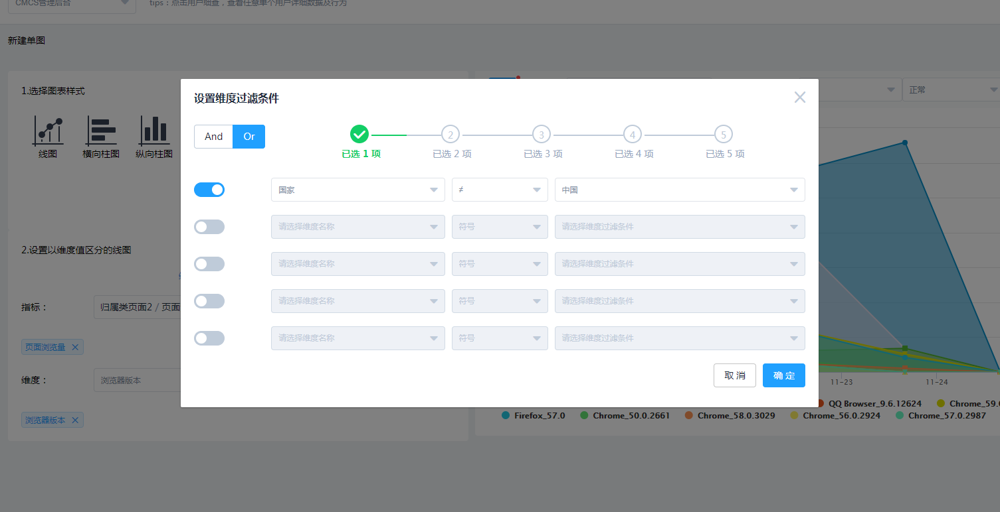 CMCS管理后台
tips：点击用户细查，查看任意单个用户详细数据及行为
新建单图
1.选择图表样式
线图 横向柱图 纵向柱图
2.设置以维度值区分的线图
指标：
归属类页面2 / 页面
页面浏览量
维度：
浏览器版本
浏览器版本
设置维度过滤条件
And Or
2 3 4 5
已选 1 项 已选 2 项 已选 3 项 已选 4 项 已选 5 项
国家 ≠ 中国
请选择维度名称 符号 请选择维度过滤条件
请选择维度名称 符号 请选择维度过滤条件
请选择维度名称 符号 请选择维度过滤条件
请选择维度名称 符号 请选择维度过滤条件
取消 确定
正常
11-23 11-24
QQ Browser_9.6.12624 Chrome_59.
Firefox_57.0 Chrome_50.0.2661 Chrome_58.0.3029 Chrome_56.0.2924 Chrome_57.0.2987